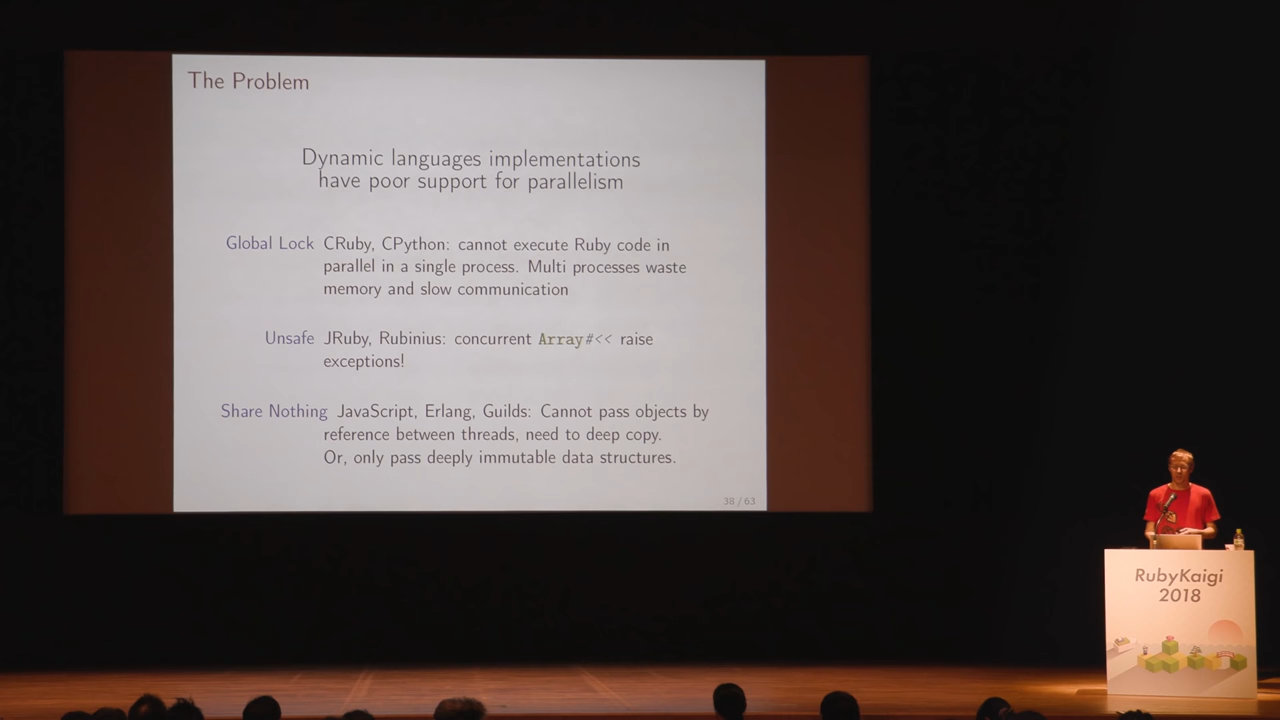 The Problem
Dynamic languages implementations
have poor support for parallelism
Global Lock CRuby, CPython: cannot execute Ruby code in
parallel in a single process. Multi processes waste
memory and slow communication
Unsafe JRuby, Rubinius: concurrent Array#<< raise
exceptions!
Share Nothing JavaScript, Erlang, Guilds: Cannot pass objects by
reference between threads, need to deep copy.
Or, only pass deeply immutable data structures.
38 / 63
RubyKaigi
2018